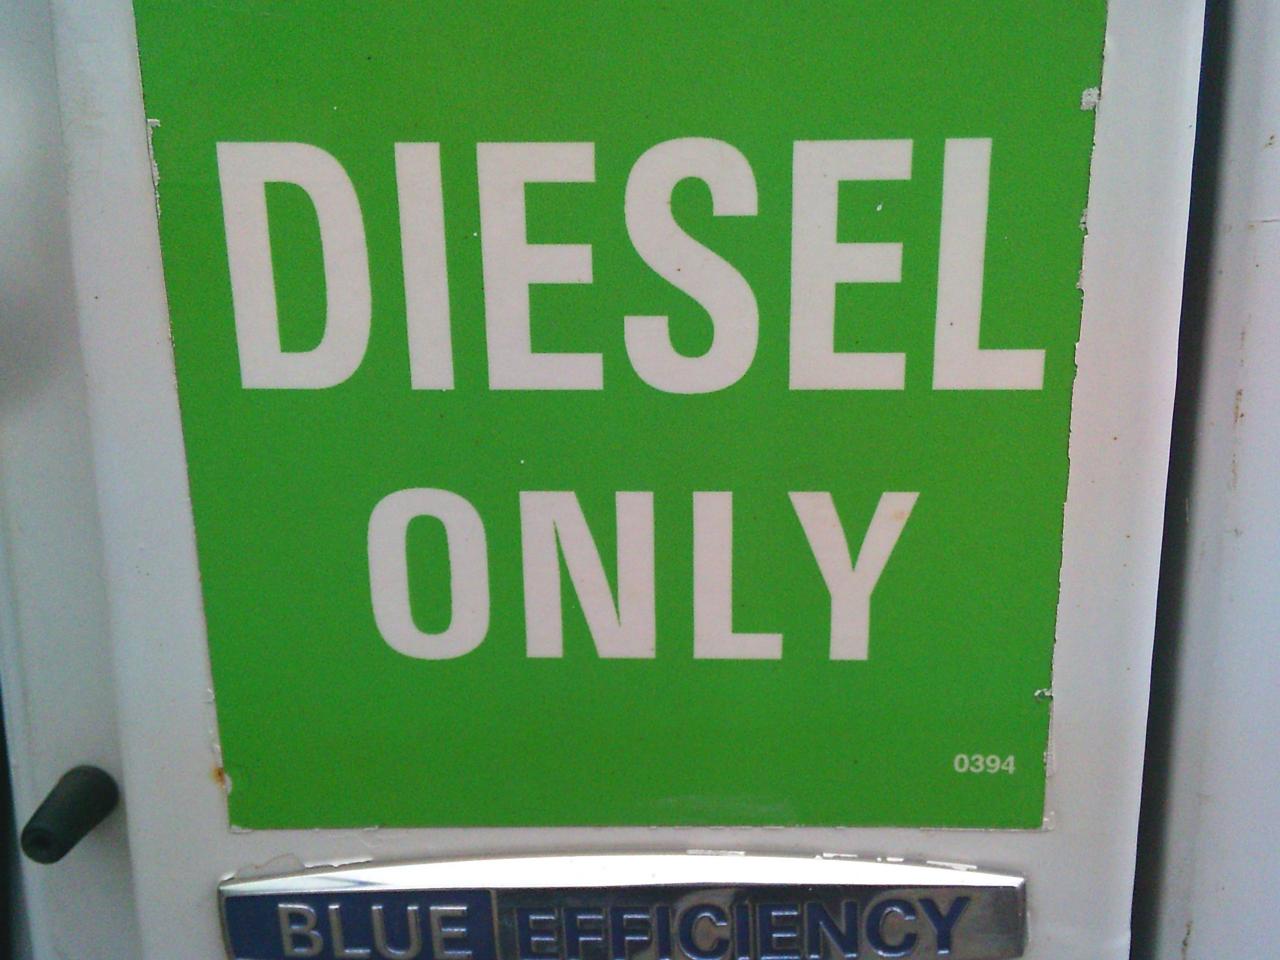 DIESEL
ONLY
0394
BLUE EFFICIENCY